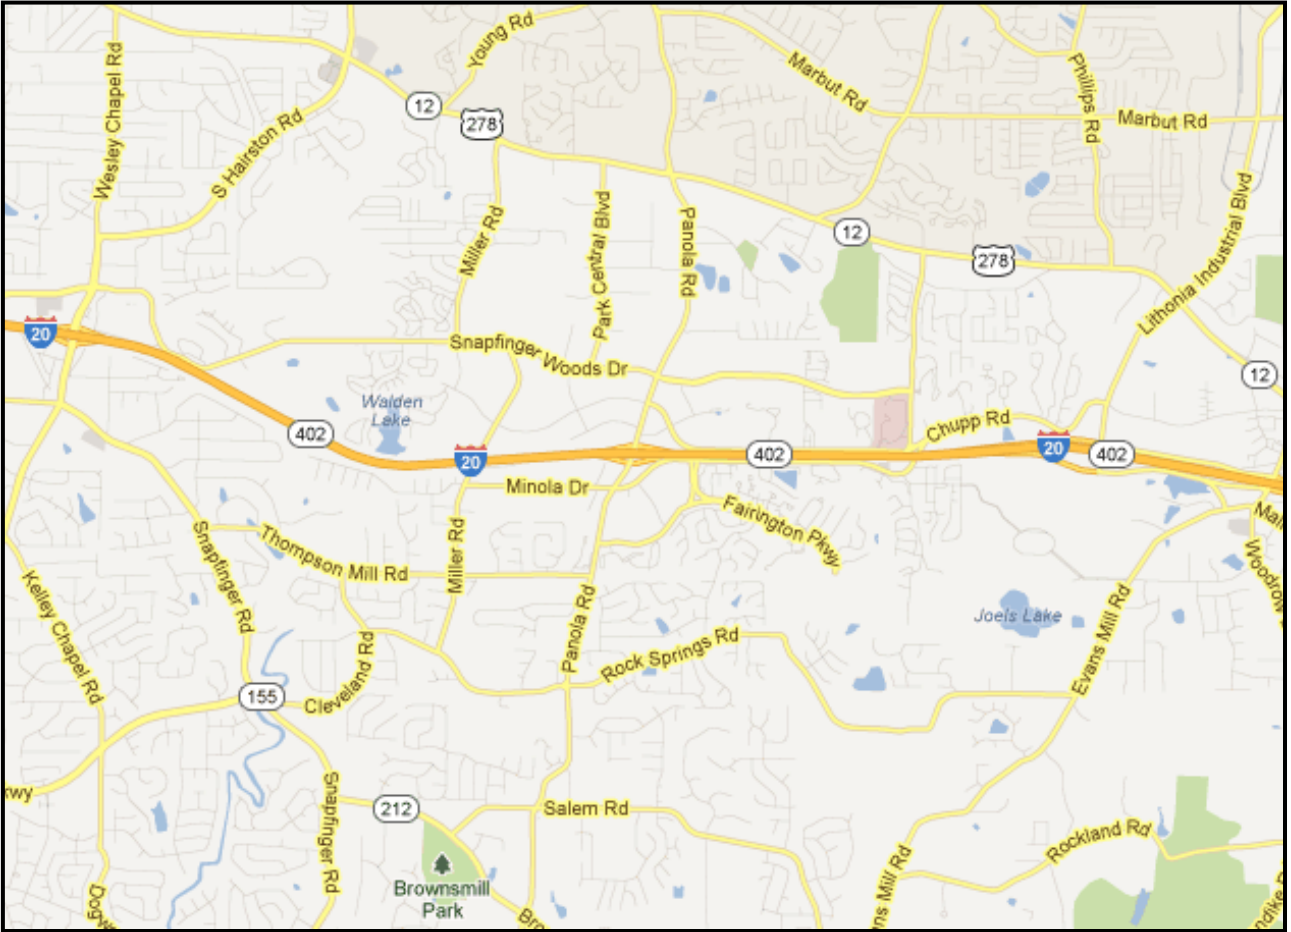 Young Rd
Wesley Chapel Rd
S Hairston Rd
12
278
Marbut Rd
Phillips Rd
Marbut Rd
Miller Rd
Park Central Blvd
Panola Rd
12
278
Lithonia Industrial Blvd
20
Snapfinger Woods Dr
12
Walden
Lake
402
20
402
Chupp Rd
20
402
Minola Dr
Fairington Pkwy
Snapfinger Rd
Thompson Mill Rd
Miller Rd
Kelley Chapel Rd
Panola Rd
Joels Lake
Evans Mill Rd
Woodrow
Rock Springs Rd
Cleveland Rd
155
Snapfinger Rd
212
Salem Rd
Rockland Rd
Brownsmill
Park